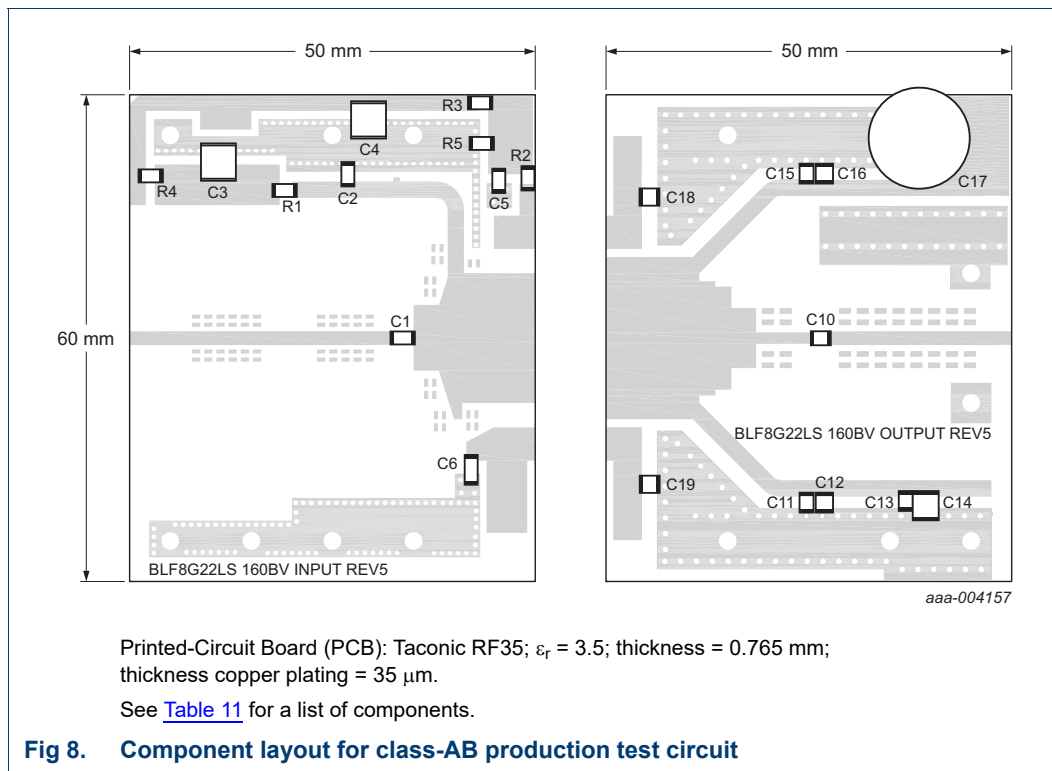 50 mm
50 mm
60 mm
R3
C4
R5
R2
C3
R4
C2
C5
R1
C1
C6
BLF8G22LS 160BV INPUT REV5
C15
C16
C17
C18
C10
BLF8G22LS 160BV OUTPUT REV5
C19
C12
C11
C13
C14
aaa-004157
Printed-Circuit Board (PCB): Taconic RF35; εr = 3.5; thickness = 0.765 mm;
thickness copper plating = 35 μm.
See Table 11 for a list of components.
Fig 8. Component layout for class-AB production test circuit